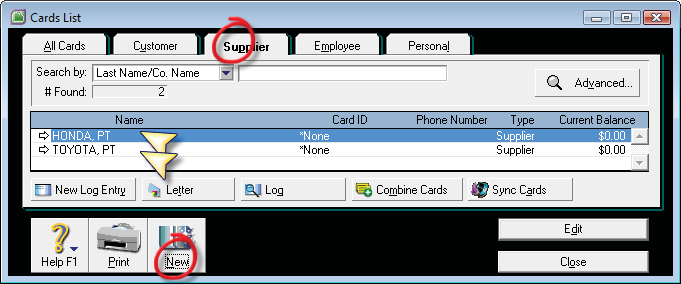 Cards List
All Cards Customer Supplier Employee Personal
Search by: Last Name/Co. Name
Advanced...
# Found: 2
Name Card ID Phone Number Type Current Balance
HONDA, PT *None Supplier $0.00
TOYOTA, PT *None Supplier $0.00
New Log Entry Letter Log Combine Cards Sync Cards
Edit
Help F1 Print New Close